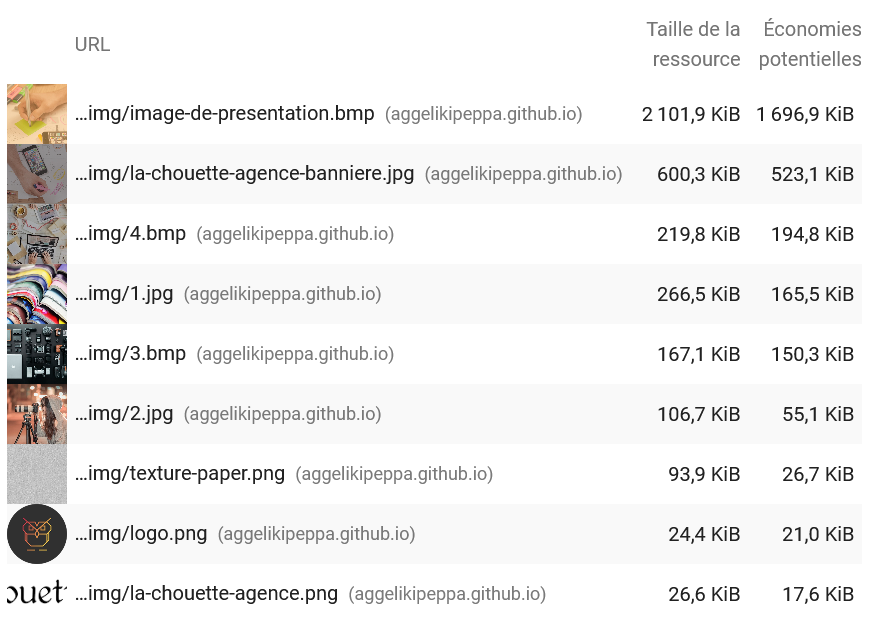 URL Taille de la ressource Économies potentielles
…img/image-de-presentation.bmp (aggelikipeppa.github.io) 2 101,9 KiB 1 696,9 KiB
…img/la-chouette-agence-banniere.jpg (aggelikipeppa.github.io) 600,3 KiB 523,1 KiB
…img/4.bmp (aggelikipeppa.github.io) 219,8 KiB 194,8 KiB
…img/1.jpg (aggelikipeppa.github.io) 266,5 KiB 165,5 KiB
…img/3.bmp (aggelikipeppa.github.io) 167,1 KiB 150,3 KiB
…img/2.jpg (aggelikipeppa.github.io) 106,7 KiB 55,1 KiB
…img/texture-paper.png (aggelikipeppa.github.io) 93,9 KiB 26,7 KiB
…img/logo.png (aggelikipeppa.github.io) 24,4 KiB 21,0 KiB
ouet …img/la-chouette-agence.png (aggelikipeppa.github.io) 26,6 KiB 17,6 KiB